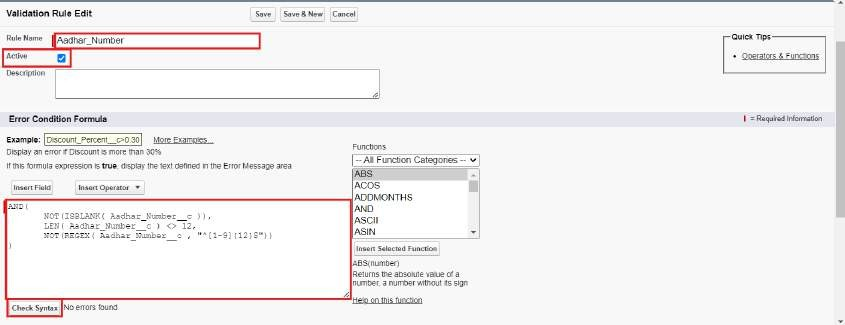 Validation Rule Edit
Save
Save & New
Cancel
Rule Name
Aadhar_Number
Active
Description
Quick Tips
• Operators & Functions
Error Condition Formula
= Required Information
Example: Discount_Percent__c>0.30 More Examples...
Display an error if Discount is more than 30%
If this formula expression is true, display the text defined in the Error Message area
Insert Field
Insert Operator
AND(
NOT(ISBLANK( Aadhar_Number__c )),
LEN( Aadhar_Number__c ) <> 12,
NOT(REGEX( Aadhar_Number__c , "^[1-9]{12}$"))
)
Check Syntax No errors found
Functions
-- All Function Categories --
ABS
ACOS
ADDMONTHS
AND
ASCII
ASIN
Insert Selected Function
ABS(number)
Returns the absolute value of a
number, a number without its sign
Help on this function